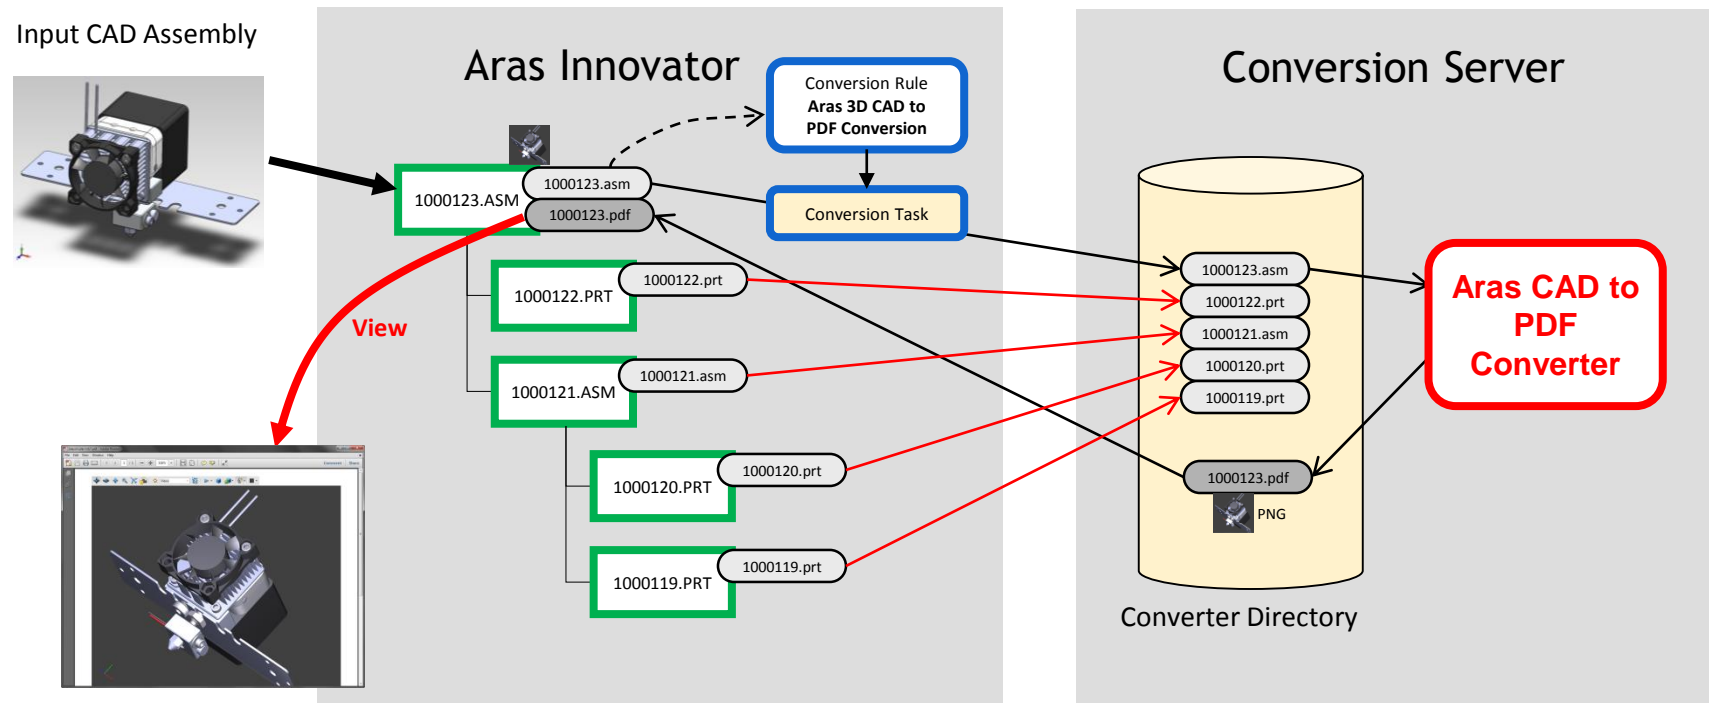 Input CAD Assembly
Aras Innovator
Conversion Server
Conversion Rule
Aras 3D CAD to
PDF Conversion
1000123.ASM
1000123.asm
1000123.pdf
Conversion Task
1000122.PRT
1000122.prt
View
1000121.ASM
1000121.asm
1000120.PRT
1000120.prt
1000119.PRT
1000119.prt
1000123.asm
1000122.prt
1000121.asm
1000120.prt
1000119.prt
1000123.pdf
PNG
Aras CAD to
PDF
Converter
Converter Directory